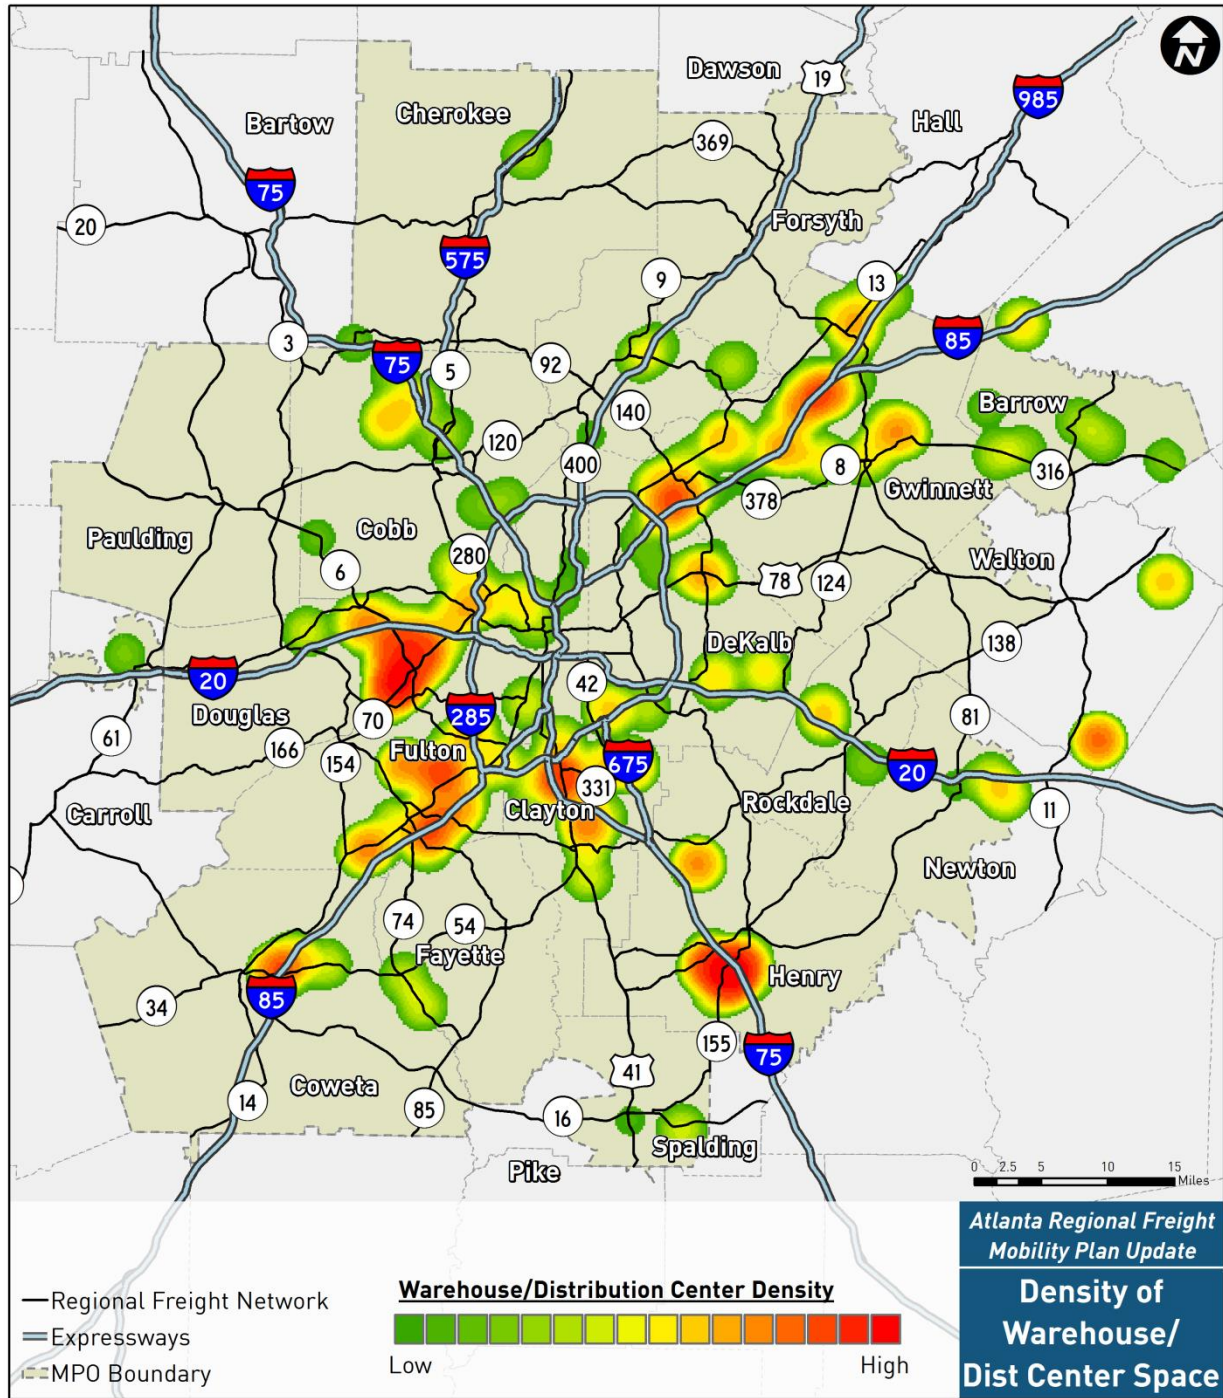 N
Dawson
19
985
Cherokee
Hall
Bartow
369
75
20
Forsyth
575
9
13
3
85
75
5
92
Barrow
140
120
8
400
316
378
Gwinnett
Cobb
Paulding
280
Walton
6
78
124
138
DeKalb
20
42
Douglas
285
70
81
61
166
Fulton
154
675
20
331
Clayton
Rockdale
11
Carroll
Newton
74
54
Fayette
Henry
85
34
155
75
41
Coweta
14
85
16
Spalding
Pike
0 2.5 5 10 15
Miles
Atlanta Regional Freight
Mobility Plan Update
Density of
Warehouse/
Dist Center Space
Warehouse/Distribution Center Density
Low High
Regional Freight Network
Expressways
MPO Boundary